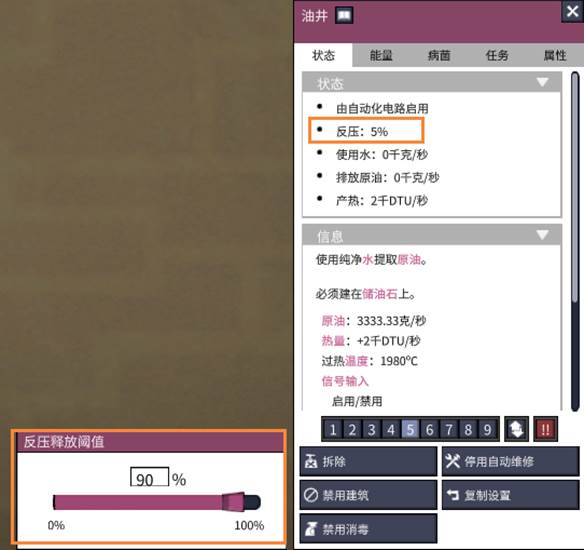 油井
状态 能量 病菌 任务 属性
状态
由自动化电路启用
反压：5%
使用水：0千克/秒
排放原油：0千克/秒
产热：2千DTU/秒
信息
使用纯净水提取原油。
必须建在储油石上。
原油：3333.33克/秒
热量：+2千DTU/秒
过热温度：1980ºC
信号输入
启用/禁用
1 2 3 4 5 6 7 8 9 !!
拆除 停用自动维修
禁用建筑 复制设置
禁用消毒
反压释放阈值
90 %
0% 100%